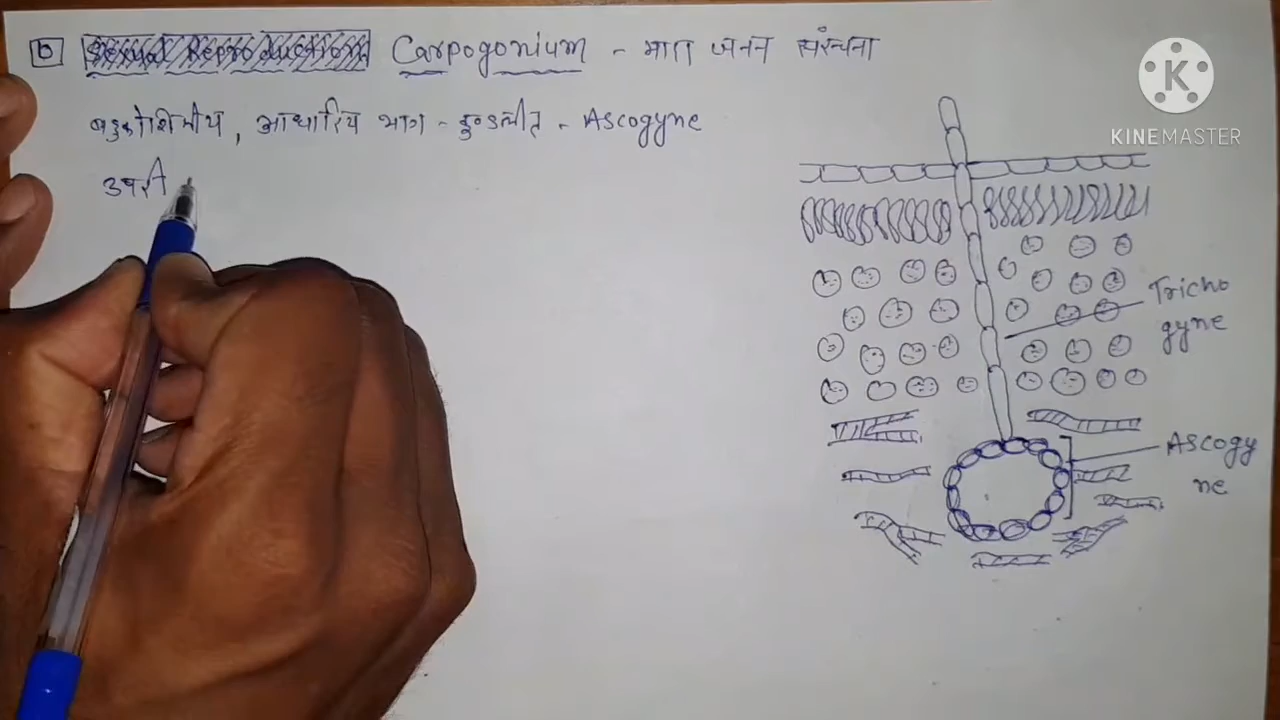 b Sexual Reproduction Carpogonium - मादा जनन संरचना
बहुकोशिकीय, आधारिय भाग - कुण्डलीत - Ascogyne
उपरी
KINEMASTER
Tricho
gyne
Ascogy
ne